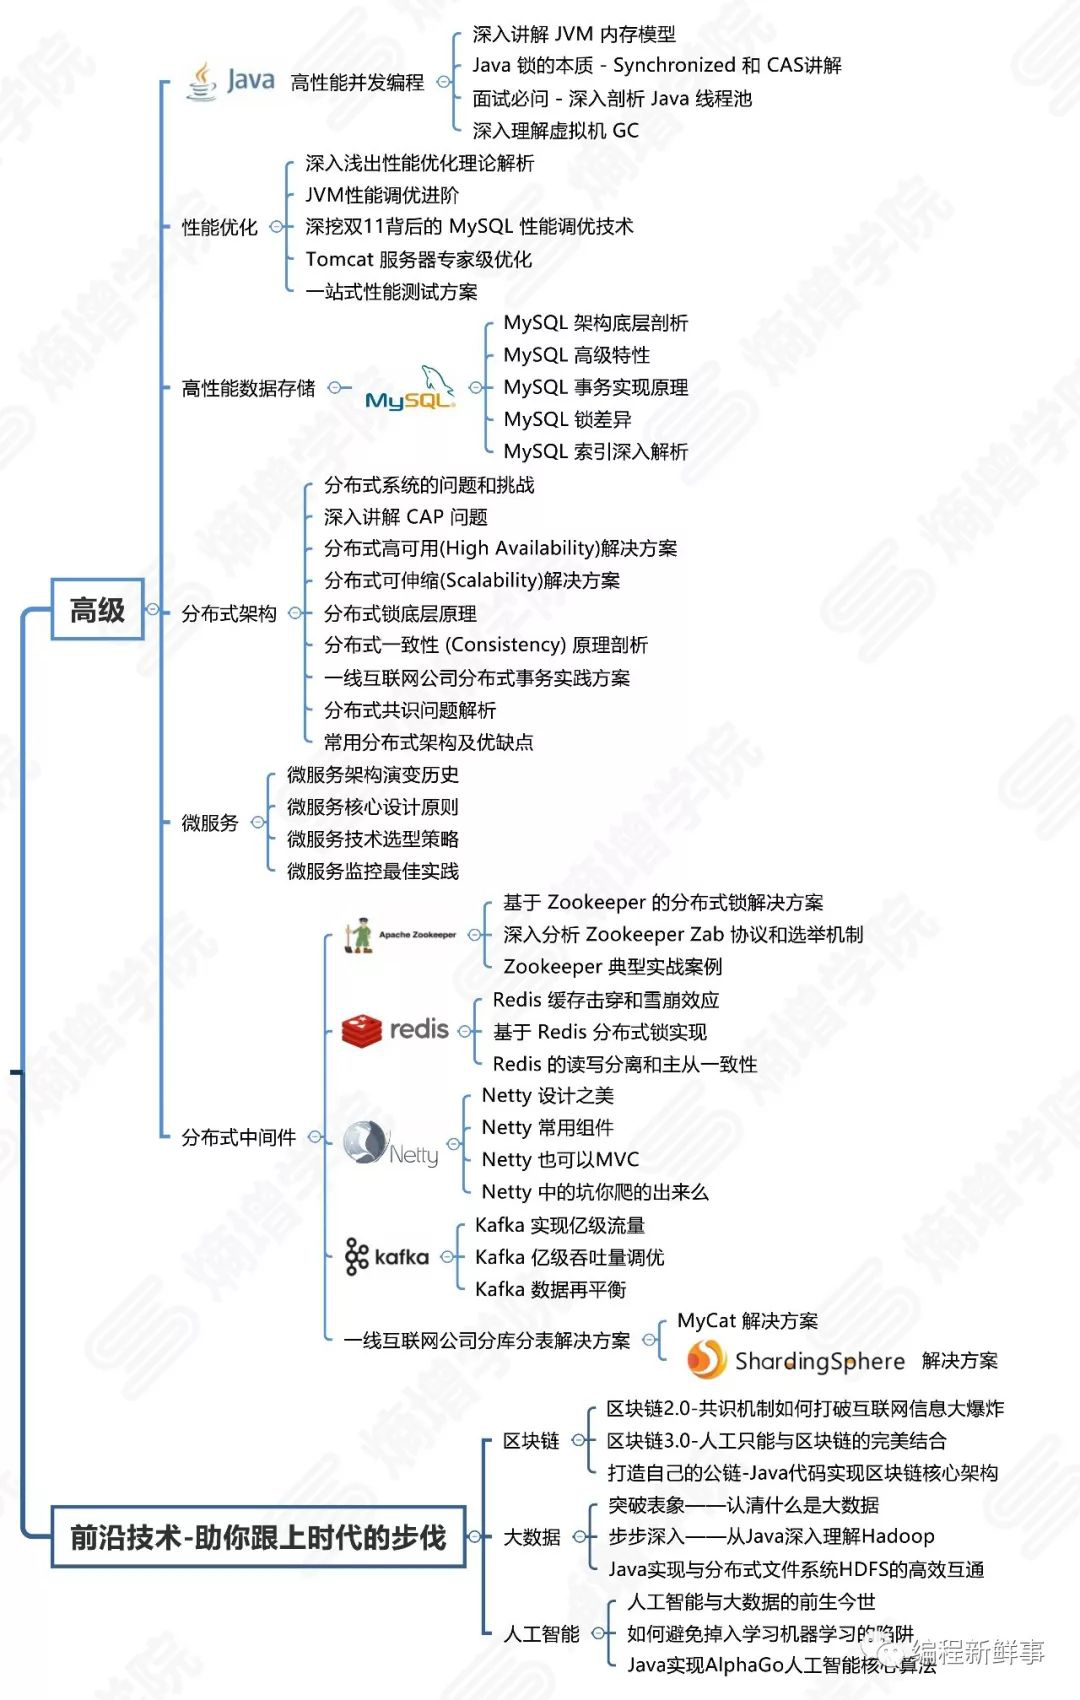 深入讲解 JVM 内存模型
Java 锁的本质 - Synchronized 和 CAS讲解
Java 高性能并发编程
面试必问 - 深入剖析 Java 线程池
深入理解虚拟机 GC
深入浅出性能优化理论解析
JVM性能调优进阶
性能优化
深挖双11背后的 MySQL 性能调优技术
Tomcat 服务器专家级优化
一站式性能测试方案
MySQL 架构底层剖析
MySQL 高级特性
高性能数据存储
MySQL
MySQL 事务实现原理
MySQL 锁差异
MySQL 索引深入解析
分布式系统的问题和挑战
深入讲解 CAP 问题
分布式高可用(High Availability)解决方案
分布式可伸缩(Scalability)解决方案
高级
分布式架构
分布式锁底层原理
分布式一致性 (Consistency) 原理剖析
一线互联网公司分布式事务实践方案
分布式共识问题解析
常用分布式架构及优缺点
微服务架构演变历史
微服务核心设计原则
微服务
微服务技术选型策略
微服务监控最佳实践
基于 Zookeeper 的分布式锁解决方案
Apache Zookeeper
深入分析 Zookeeper Zab 协议和选举机制
Zookeeper 典型实战案例
Redis 缓存击穿和雪崩效应
redis
基于 Redis 分布式锁实现
Redis 的读写分离和主从一致性
Netty 设计之美
Netty 常用组件
分布式中间件
Netty
Netty 也可以MVC
Netty 中的坑你爬的出来么
Kafka 实现亿级流量
kafka
Kafka 亿级吞吐量调优
Kafka 数据再平衡
一线互联网公司分库分表解决方案
MyCat 解决方案
ShardingSphere 解决方案
区块链2.0-共识机制如何打破互联网信息大爆炸
区块链
区块链3.0-人工只能与区块链的完美结合
打造自己的公链-Java代码实现区块链核心架构
突破表象——认清什么是大数据
前沿技术-助你跟上时代的步伐
大数据
步步深入——从Java深入理解Hadoop
Java实现与分布式文件系统HDFS的高效互通
人工智能与大数据的前生今世
人工智能
如何避免掉入学习机器学习的陷阱
Java实现AlphaGo人工智能核心算法
编程新鲜事
熵增学院